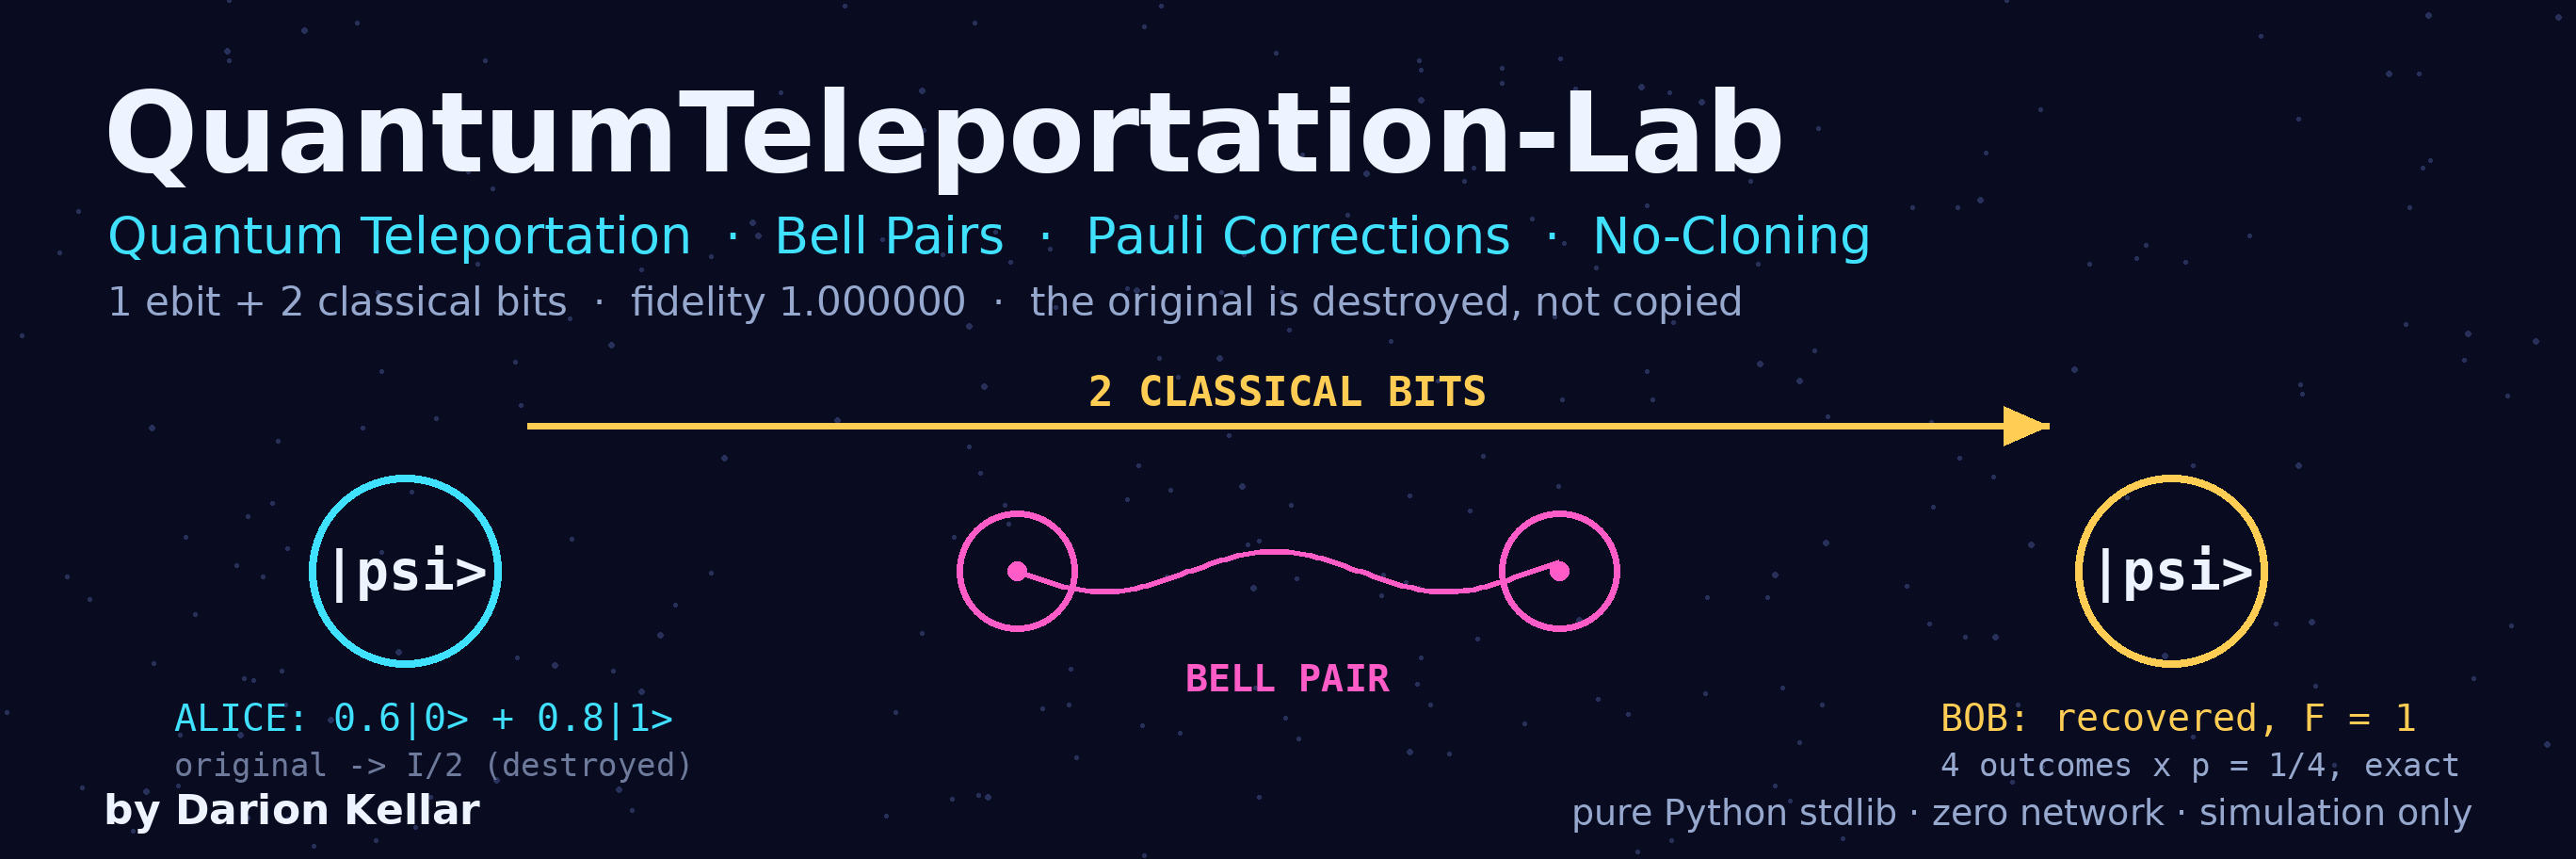 QuantumTeleportation-Lab
Quantum Teleportation · Bell Pairs · Pauli Corrections · No-Cloning
1 ebit + 2 classical bits · fidelity 1.000000 · the original is destroyed, not copied
2 CLASSICAL BITS
|psi>
|psi>
BELL PAIR
ALICE: 0.6|0> + 0.8|1>
BOB: recovered, F = 1
original -> I/2 (destroyed)
4 outcomes x p = 1/4, exact
by Darion Kellar
pure Python stdlib · zero network · simulation only